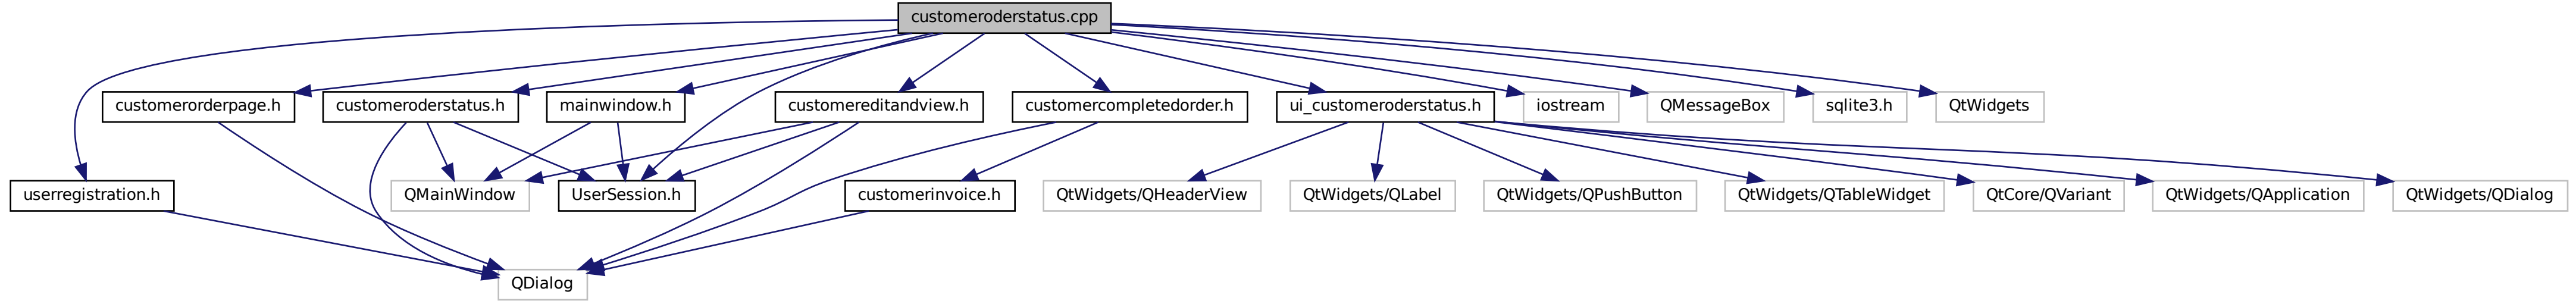 customeroderstatus.cpp
customerorderpage.h
customeroderstatus.h
mainwindow.h
customereditandview.h
customercompletedorder.h
ui_customeroderstatus.h
iostream
QMessageBox
sqlite3.h
QtWidgets
userregistration.h
QMainWindow
UserSession.h
customerinvoice.h
QtWidgets/QHeaderView
QtWidgets/QLabel
QtWidgets/QPushButton
QtWidgets/QTableWidget
QtCore/QVariant
QtWidgets/QApplication
QtWidgets/QDialog
QDialog